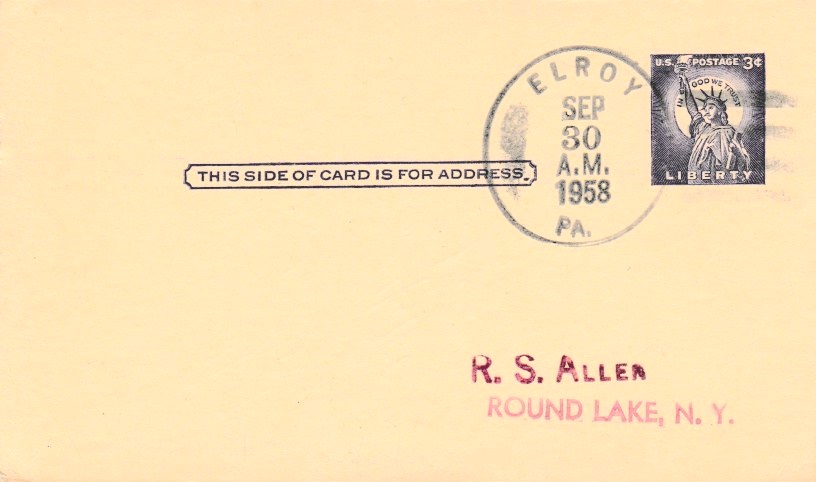 ELROY
SEP
30
A.M.
1958
PA.
U.S. POSTAGE 3¢
IN GOD WE TRUST
LIBERTY
THIS SIDE OF CARD IS FOR ADDRESS.
R. S. ALLEN
ROUND LAKE, N. Y.